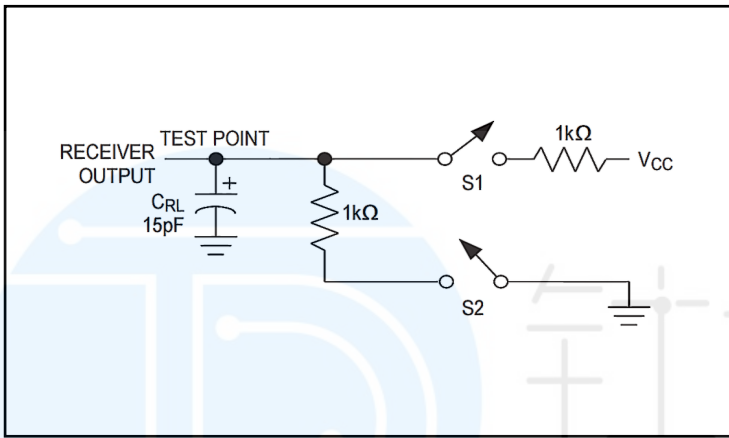 TEST POINT
RECEIVER
OUTPUT
CRL
15pF
+
1kΩ
S1
1kΩ
VCC
S2